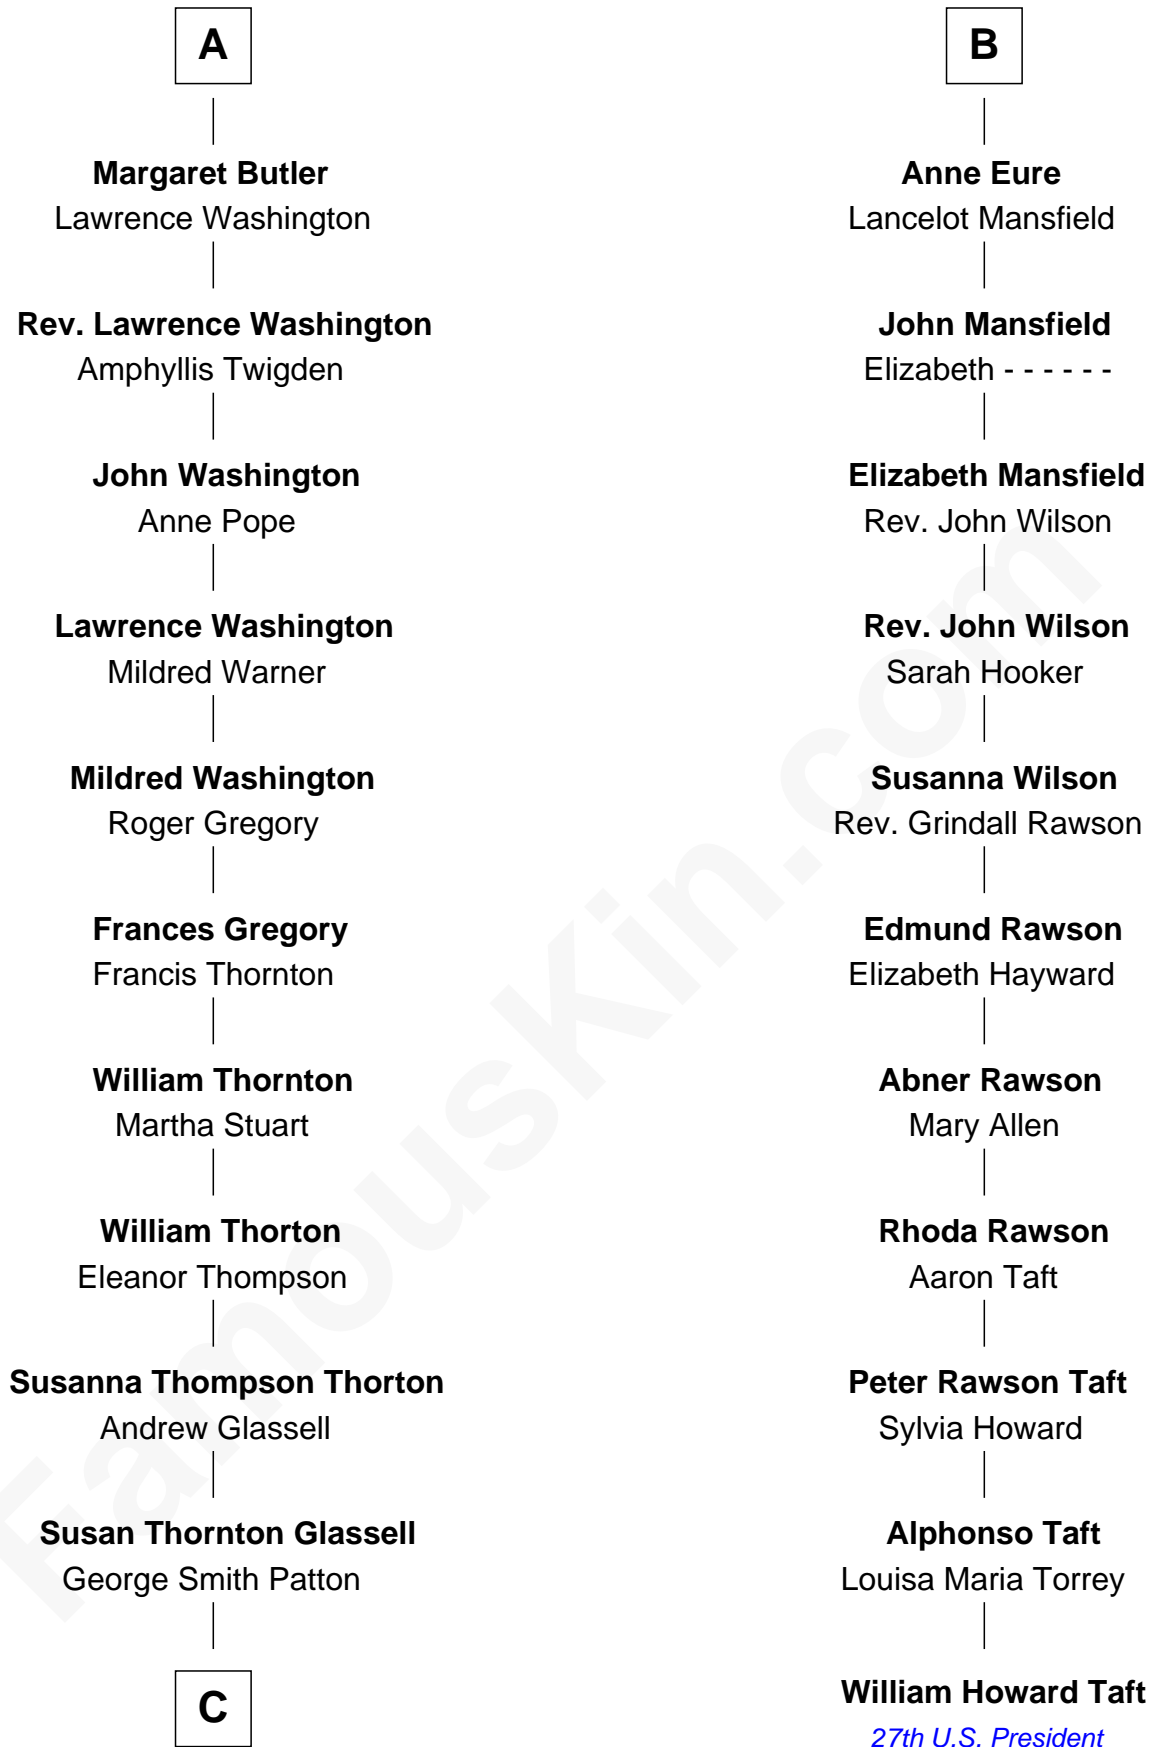 A
Margaret Butler
Lawrence Washington
Rev. Lawrence Washington
Amphyllis Twigden
John Washington
Anne Pope
Lawrence Washington
Mildred Warner
Mildred Washington
Roger Gregory
Frances Gregory
Francis Thornton
William Thornton
Martha Stuart
William Thorton
Eleanor Thompson
Susanna Thompson Thorton
Andrew Glassell
Susan Thornton Glassell
George Smith Patton
C
B
Anne Eure
Lancelot Mansfield
John Mansfield
Elizabeth - - - - - -
Elizabeth Mansfield
Rev. John Wilson
Rev. John Wilson
Sarah Hooker
Susanna Wilson
Rev. Grindall Rawson
Edmund Rawson
Elizabeth Hayward
Abner Rawson
Mary Allen
Rhoda Rawson
Aaron Taft
Peter Rawson Taft
Sylvia Howard
Alphonso Taft
Louisa Maria Torrey
William Howard Taft
27th U.S. President
FamousKin.com